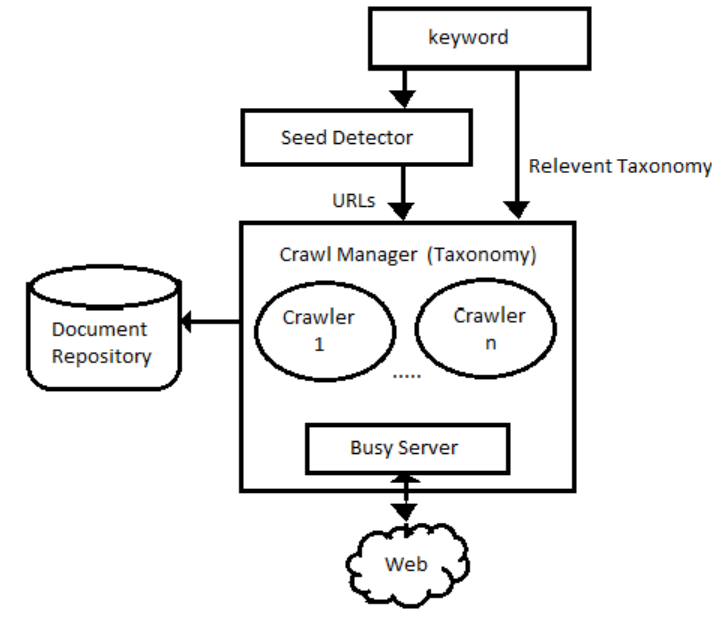 keyword
Seed Detector
Relevent Taxonomy
URLs
Crawl Manager (Taxonomy)
Crawler
1
Crawler
n
.....
Document
Repository
Busy Server
Web